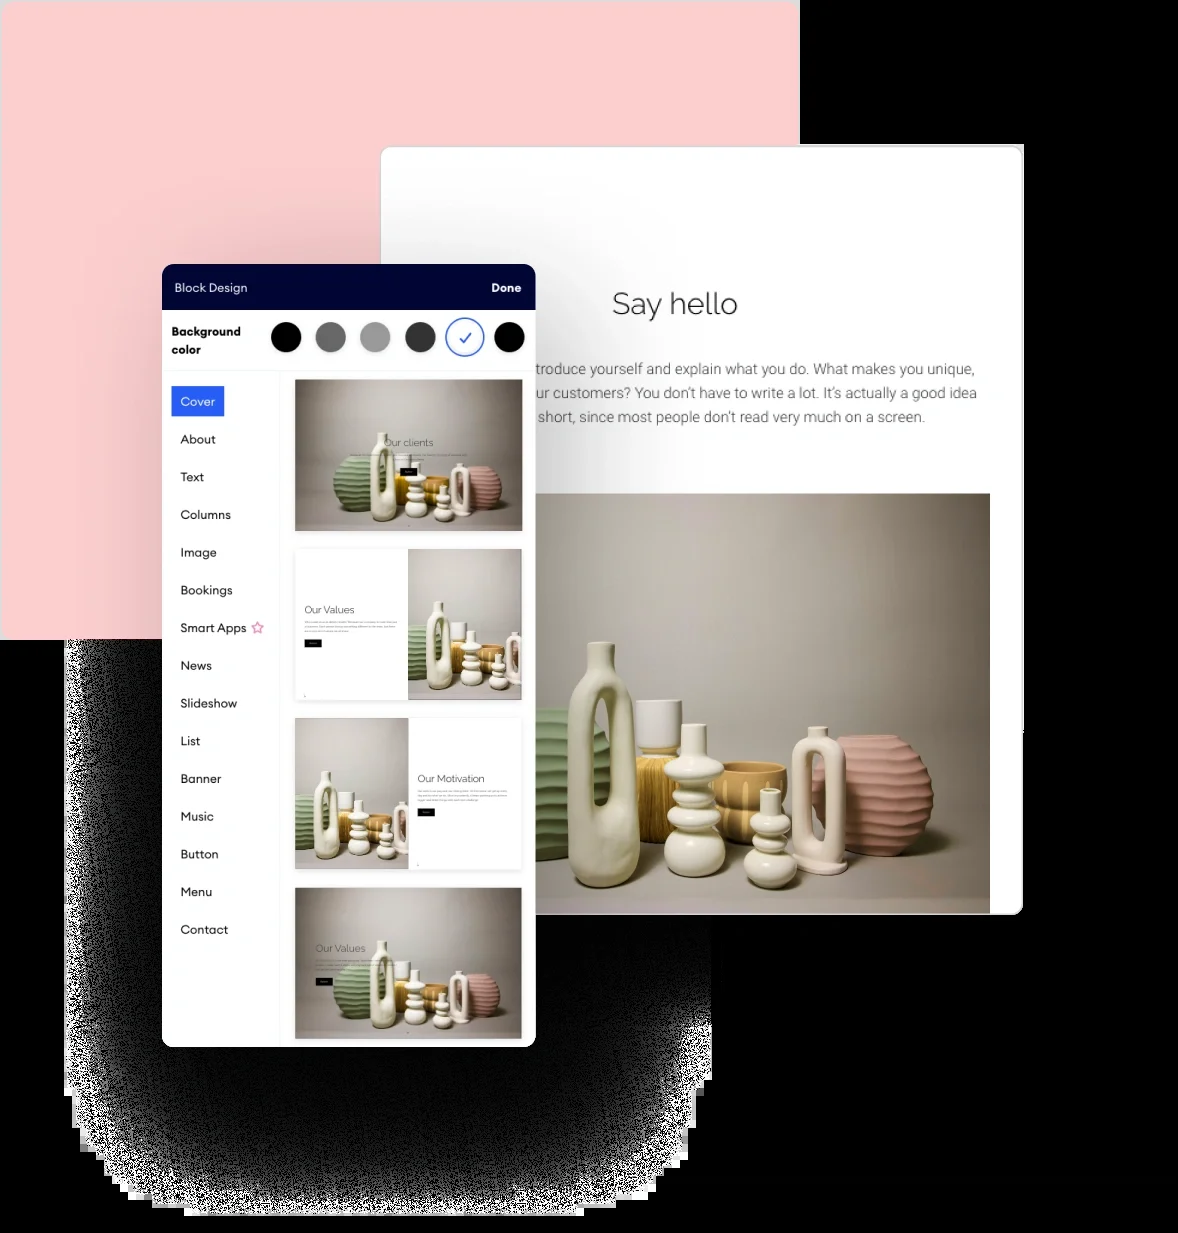 Block Design
Done
Background
color
Cover
About
Text
Columns
Image
Bookings
Smart Apps
News
Slideshow
List
Banner
Music
Button
Menu
Contact
Our clients
Our Values
Our Motivation
Our Values
Say hello
troduce yourself and explain what you do. What makes you unique,
ur customers? You don't have to write a lot. It's actually a good idea
short, since most people don't read very much on a screen.